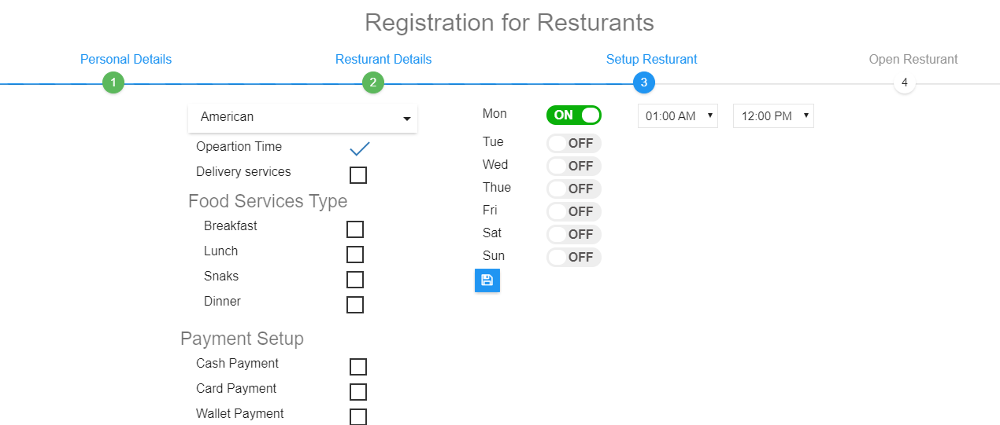 Registration for Resturants
Personal Details
Resturant Details
Setup Resturant
Open Resturant
1
2
3
4
American
Opeartion Time
Delivery services
Food Services Type
Breakfast
Lunch
Snaks
Dinner
Payment Setup
Cash Payment
Card Payment
Wallet Payment
Mon ON 01:00 AM 12:00 PM
Tue OFF
Wed OFF
Thue OFF
Fri OFF
Sat OFF
Sun OFF